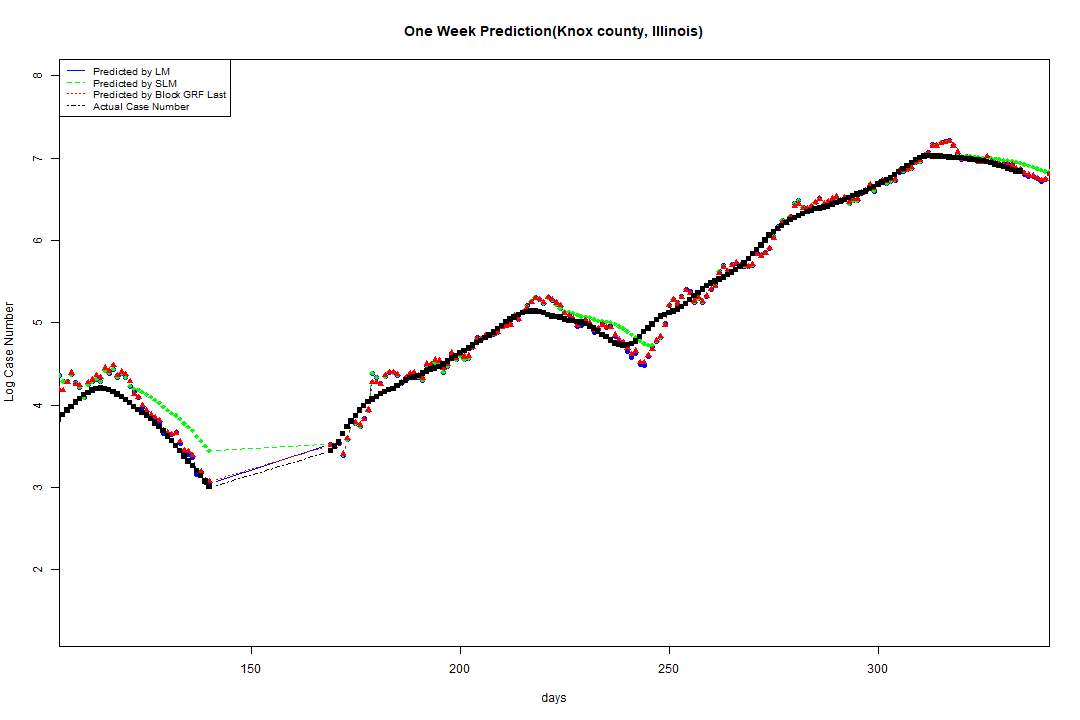 One Week Prediction(Knox county, Illinois)
Predicted by LM
Predicted by SLM
Predicted by Block GRF Last
Actual Case Number
8
7
6
5
4
3
2
Log Case Number
150 200 250 300
days